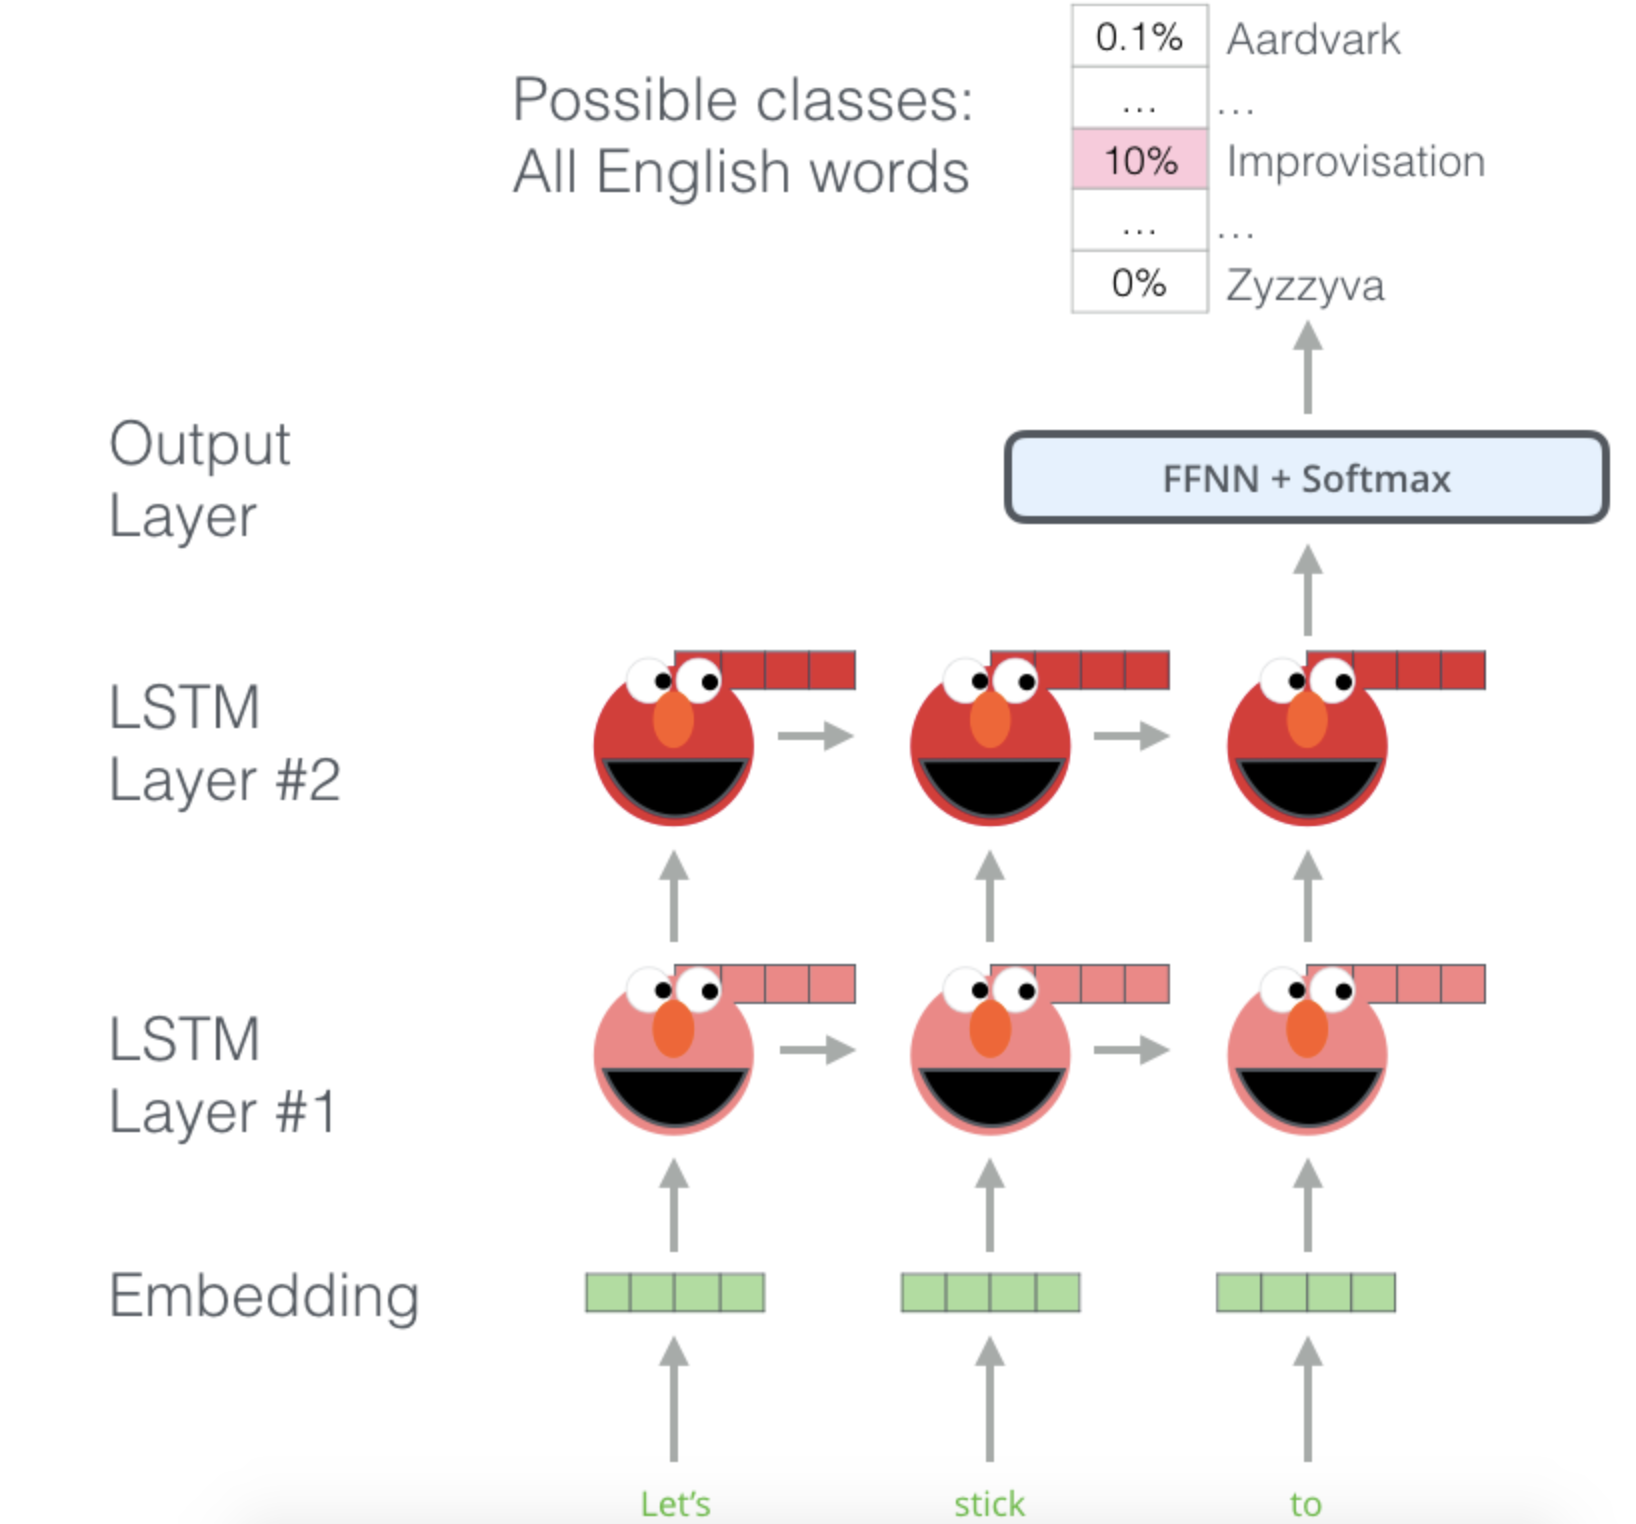 Possible classes:
All English words
0.1% Aardvark
... ...
10% Improvisation
... ...
0% Zyzzyva
Output
Layer
FFNN + Softmax
LSTM
Layer #2
LSTM
Layer #1
Embedding
Let's stick to